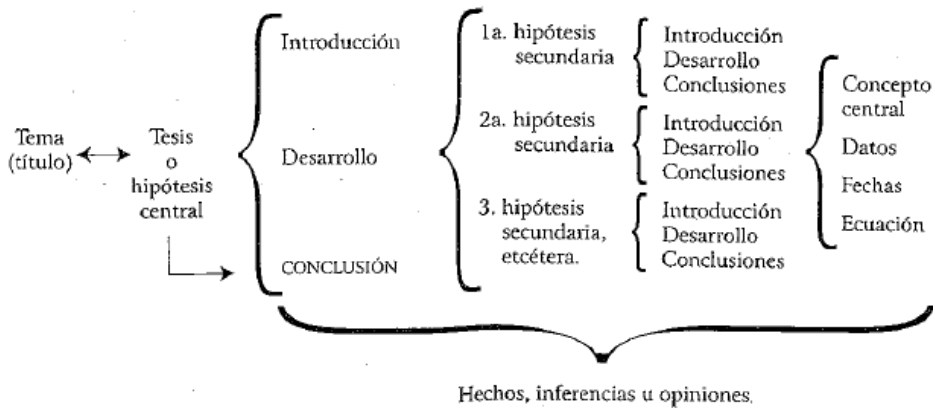 Tema
(título)
Tesis
o
hipótesis
central
Introducción
Desarrollo
CONCLUSIÓN
1a. hipótesis
secundaria
2a. hipótesis
secundaria
3. hipótesis
secundaria,
etcétera.
Introducción
Desarrollo
Conclusiones
Introducción
Desarrollo
Conclusiones
Introducción
Desarrollo
Conclusiones
Concepto
central
Datos
Fechas
Ecuación
Hechos, inferencias u opiniones.